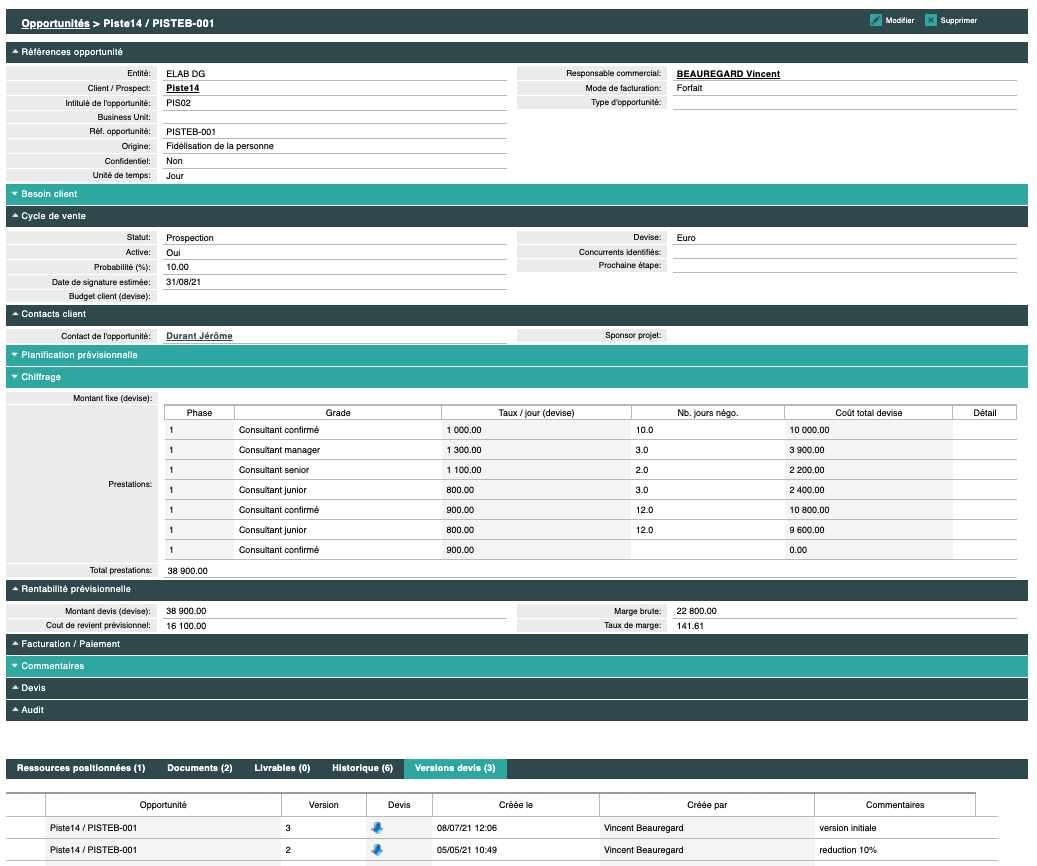 Opportunités > Piste14 / PISTEB-001 Modifier Supprimer
Références opportunité
Entité: ELAB DG Responsable commercial: BEAUREGARD Vincent
Client / Prospect: Piste14 Mode de facturation: Forfait
Intitulé de l'opportunité: PIS02 Type d'opportunité:
Business Unit:
Réf. opportunité: PISTEB-001
Origine: Fidélisation de la personne
Confidentiel: Non
Unité de temps: Jour
Besoin client
Cycle de vente
Statut: Prospection Devise: Euro
Active: Oui Concurrents identifiés:
Probabilité (%): 10.00 Prochaine étape:
Date de signature estimée: 31/08/21
Budget client (devise):
Contacts client
Contact de l'opportunité: Durant Jérôme Sponsor projet:
Planification prévisionnelle
Chiffrage
Montant fixe (devise):
Phase Grade Taux / jour (devise) Nb. jours négo. Coût total devise Détail
1 Consultant confirmé 1 000.00 10.0 10 000.00
1 Consultant manager 1 300.00 3.0 3 900.00
1 Consultant senior 1 100.00 2.0 2 200.00
Prestations:
1 Consultant junior 800.00 3.0 2 400.00
1 Consultant confirmé 900.00 12.0 10 800.00
1 Consultant junior 800.00 12.0 9 600.00
1 Consultant confirmé 900.00 0.00
Total prestations: 38 900.00
Rentabilité prévisionnelle
Montant devis (devise): 38 900.00 Marge brute: 22 800.00
Cout de revient prévisionnel: 16 100.00 Taux de marge: 141.61
Facturation / Paiement
Commentaires
Devis
Audit
Ressources positionnées (1) Documents (2) Livrables (0) Historique (6) Versions devis (3)
Opportunité Version Devis Créée le Créée par Commentaires
Piste14 / PISTEB-001 3 08/07/21 12:06 Vincent Beauregard version initiale
Piste14 / PISTEB-001 2 05/05/21 10:49 Vincent Beauregard reduction 10%